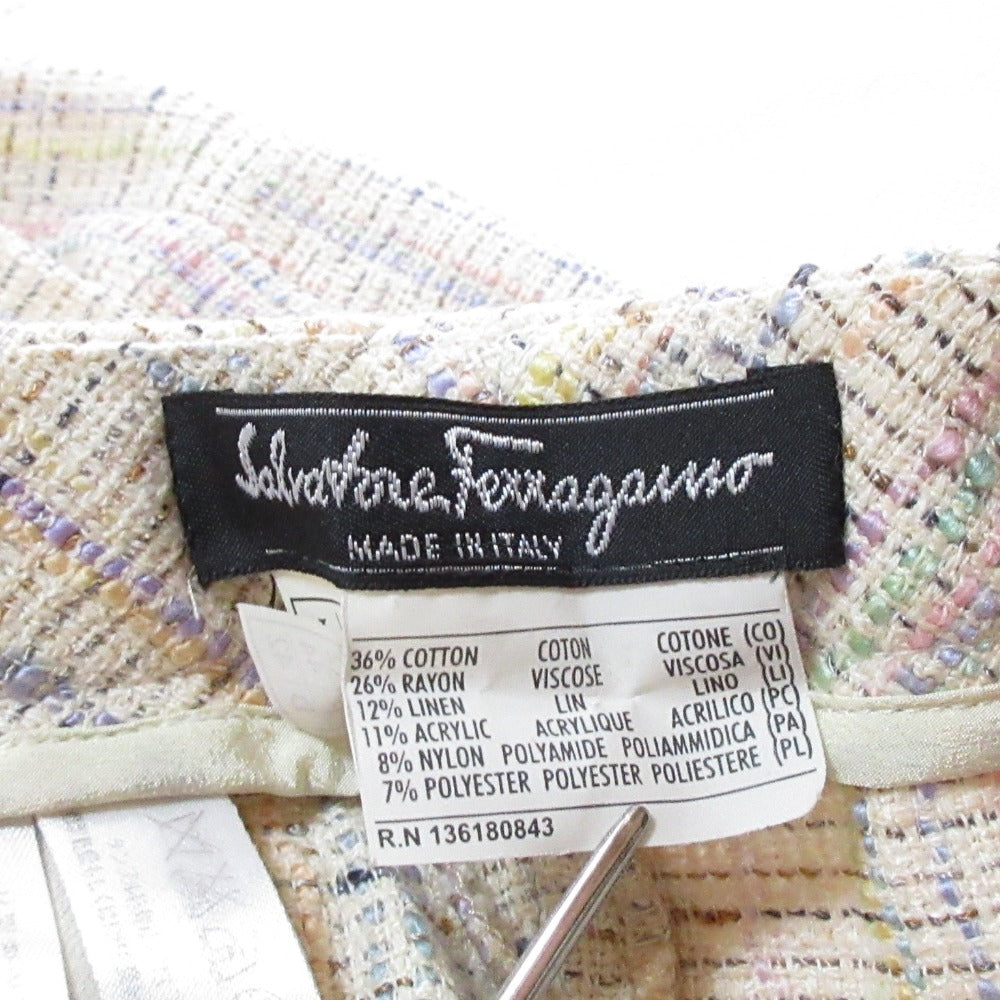 Salvatore Ferragamo
MADE IN ITALY
36% COTTON COTON COTONE (CO)
26% RAYON VISCOSE VISCOSA (VI)
12% LINEN LIN LINO (LI)
11% ACRYLIC ACRYLIQUE ACRILICO (PC)
8% NYLON POLYAMIDE POLIAMMIDICA (PA)
7% POLYESTER POLYESTER POLIESTERE (PL)
R.N 136180843